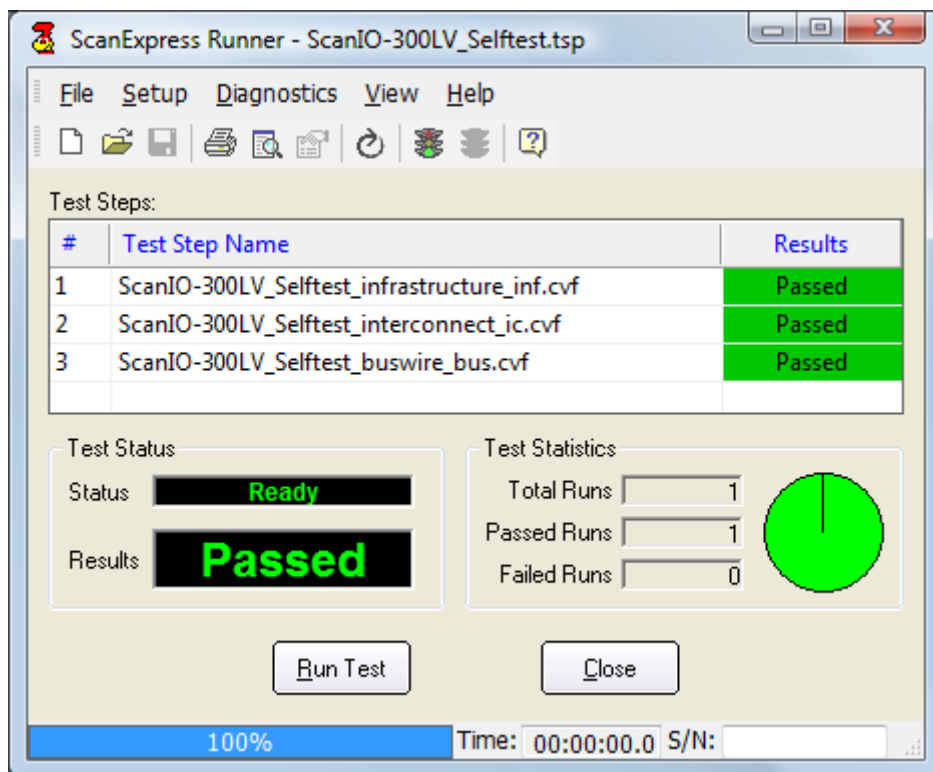 ScanExpress Runner - ScanIO-300LV_Selftest.tsp
File Setup Diagnostics View Help
Test Steps:
# Test Step Name Results
1 ScanIO-300LV_Selftest_infrastructure_inf.cvf Passed
2 ScanIO-300LV_Selftest_interconnect_ic.cvf Passed
3 ScanIO-300LV_Selftest_buswire_bus.cvf Passed
Test Status
Status Ready
Results Passed
Test Statistics
Total Runs 1
Passed Runs 1
Failed Runs 0
Run Test Close
100% Time: 00:00:00.0 S/N: